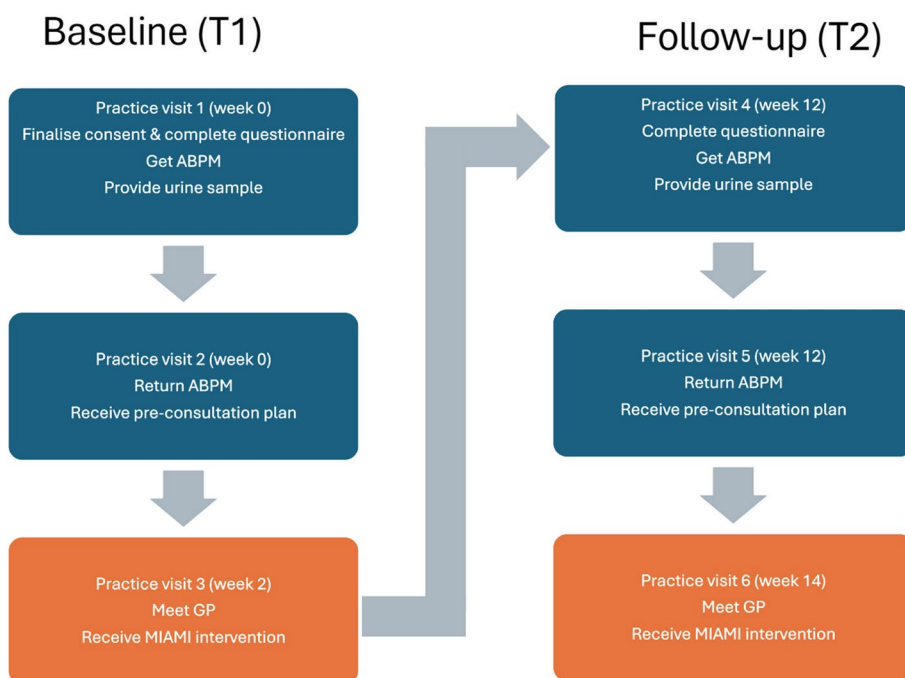 Baseline (T1)
Practice visit 1 (week 0)
Finalise consent & complete questionnaire
Get ABPM
Provide urine sample
Practice visit 2 (week 0)
Return ABPM
Receive pre-consultation plan
Practice visit 3 (week 2)
Meet GP
Receive MIAMI intervention
Follow-up (T2)
Practice visit 4 (week 12)
Complete questionnaire
Get ABPM
Provide urine sample
Practice visit 5 (week 12)
Return ABPM
Receive pre-consultation plan
Practice visit 6 (week 14)
Meet GP
Receive MIAMI intervention